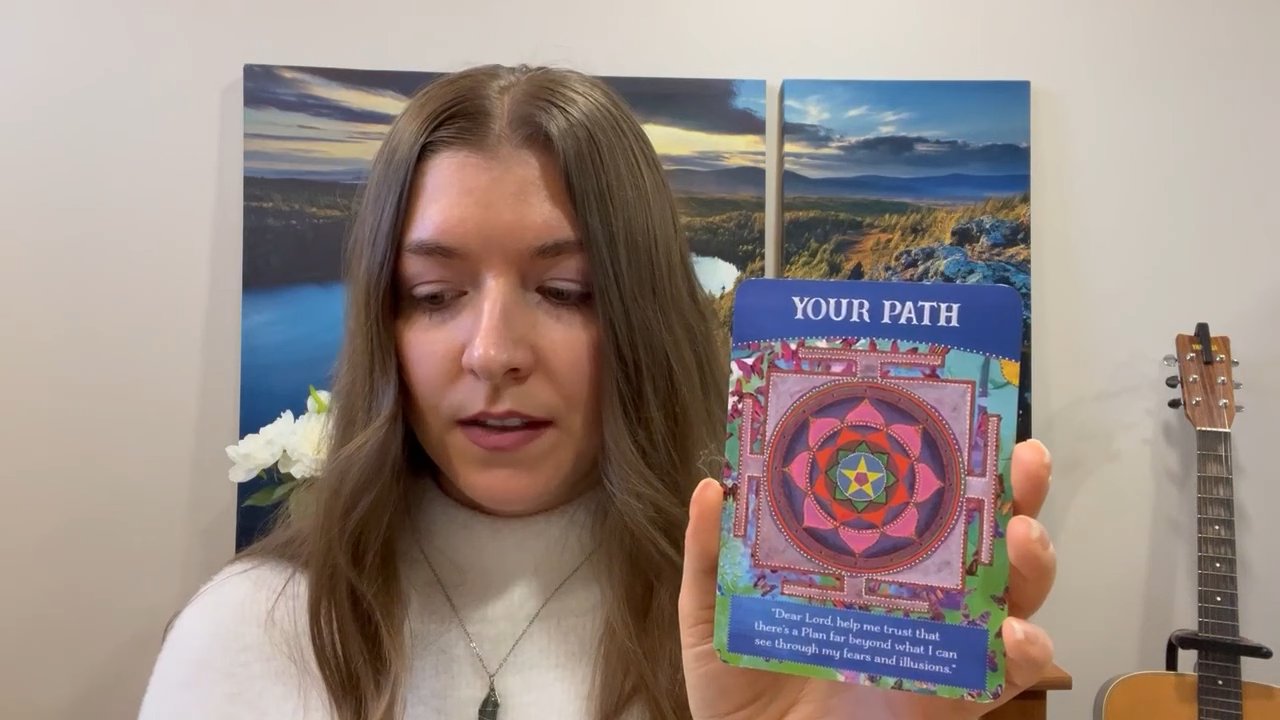 YOUR PATH
"Dear Lord, help me trust that
there's a Plan far beyond what I can
see through my fears and illusions."